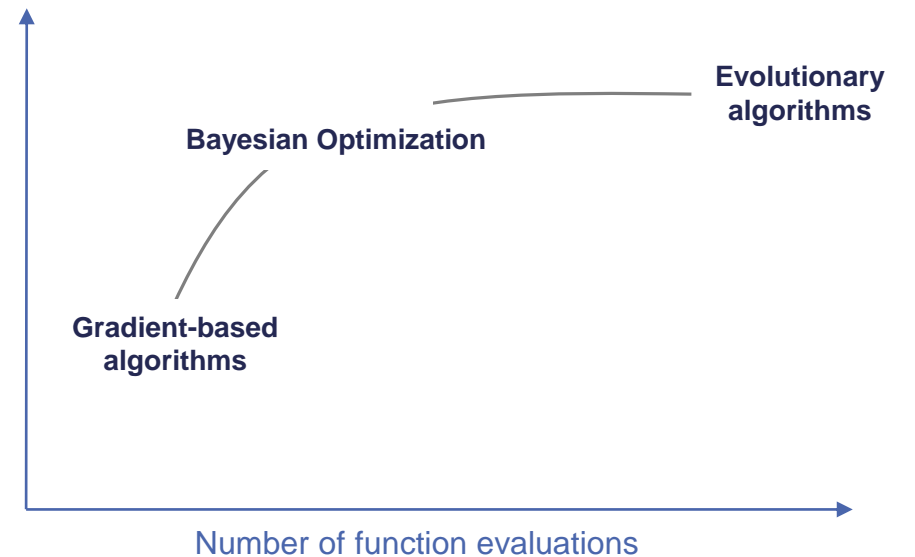 Evolutionary
algorithms
Bayesian Optimization
Gradient-based
algorithms
Number of function evaluations